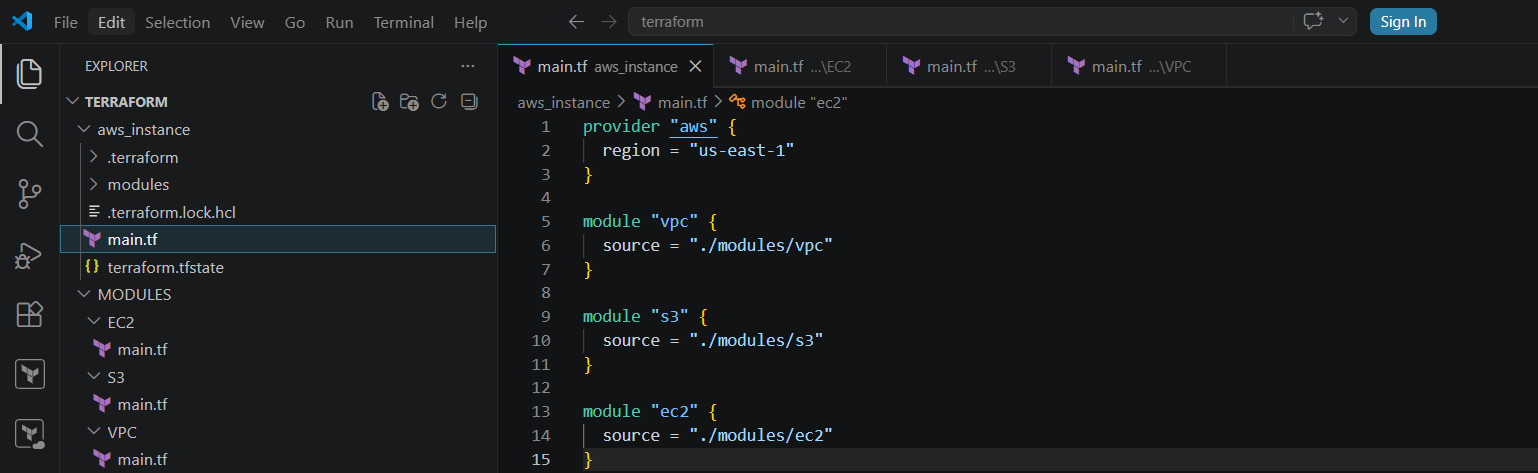 File Edit Selection View Go Run Terminal Help terraform Sign In
EXPLORER ...
TERRAFORM
aws_instance
.terraform
modules
.terraform.lock.hcl
main.tf
{} terraform.tfstate
MODULES
EC2
main.tf
S3
main.tf
VPC
main.tf
main.tf aws_instance main.tf ...\EC2 main.tf ...\S3 main.tf ...\VPC
aws_instance > main.tf > module "ec2"
1 provider "aws" {
2 region = "us-east-1"
3 }
4
5 module "vpc" {
6 source = "./modules/vpc"
7 }
8
9 module "s3" {
10 source = "./modules/s3"
11 }
12
13 module "ec2" {
14 source = "./modules/ec2"
15 }